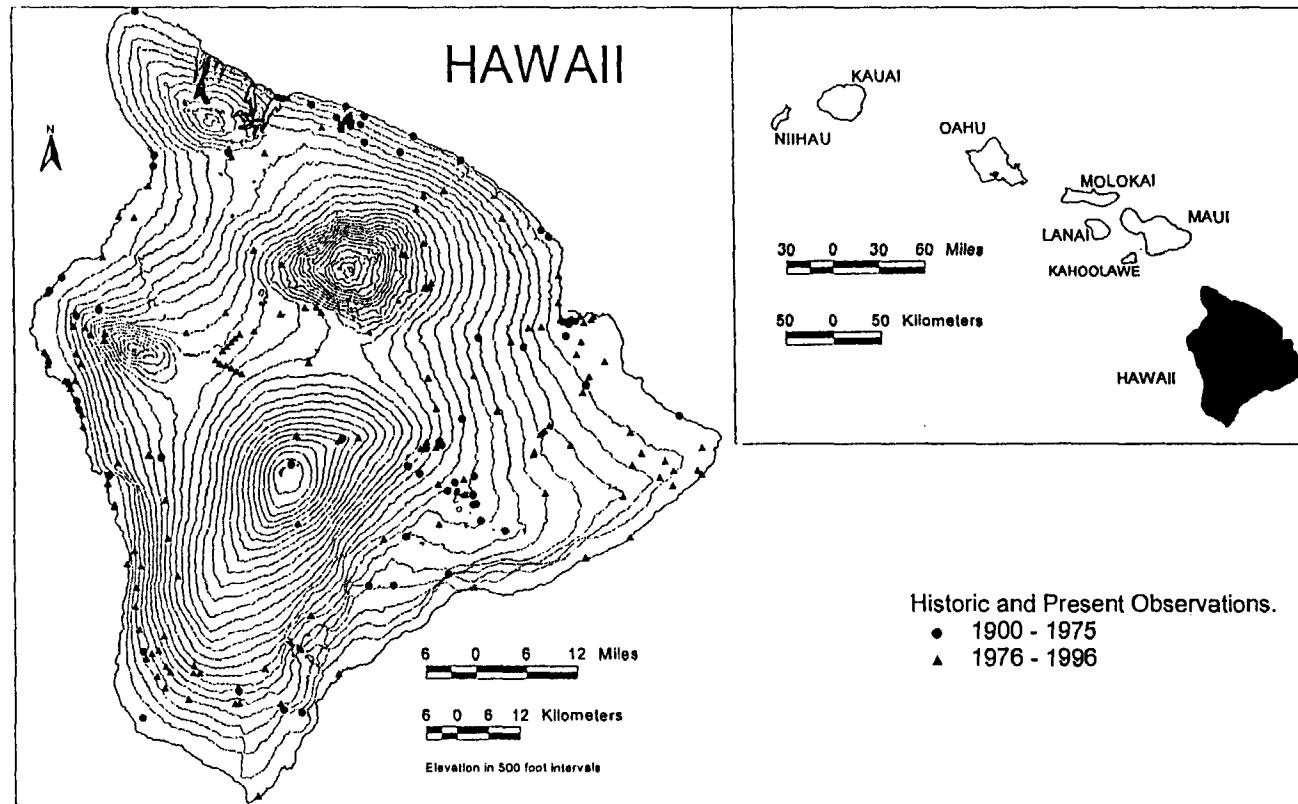 HAWAII
N
6 0 6 12 Miles
6 0 6 12 Kilometers
Elevation in 500 foot intervals
KAUAI
NIIHAU
OAHU
MOLOKAI
LANAI
MAUI
KAHOOLAWE
30 0 30 60 Miles
50 0 50 Kilometers
HAWAII
Historic and Present Observations.
1900 - 1975
1976 - 1996